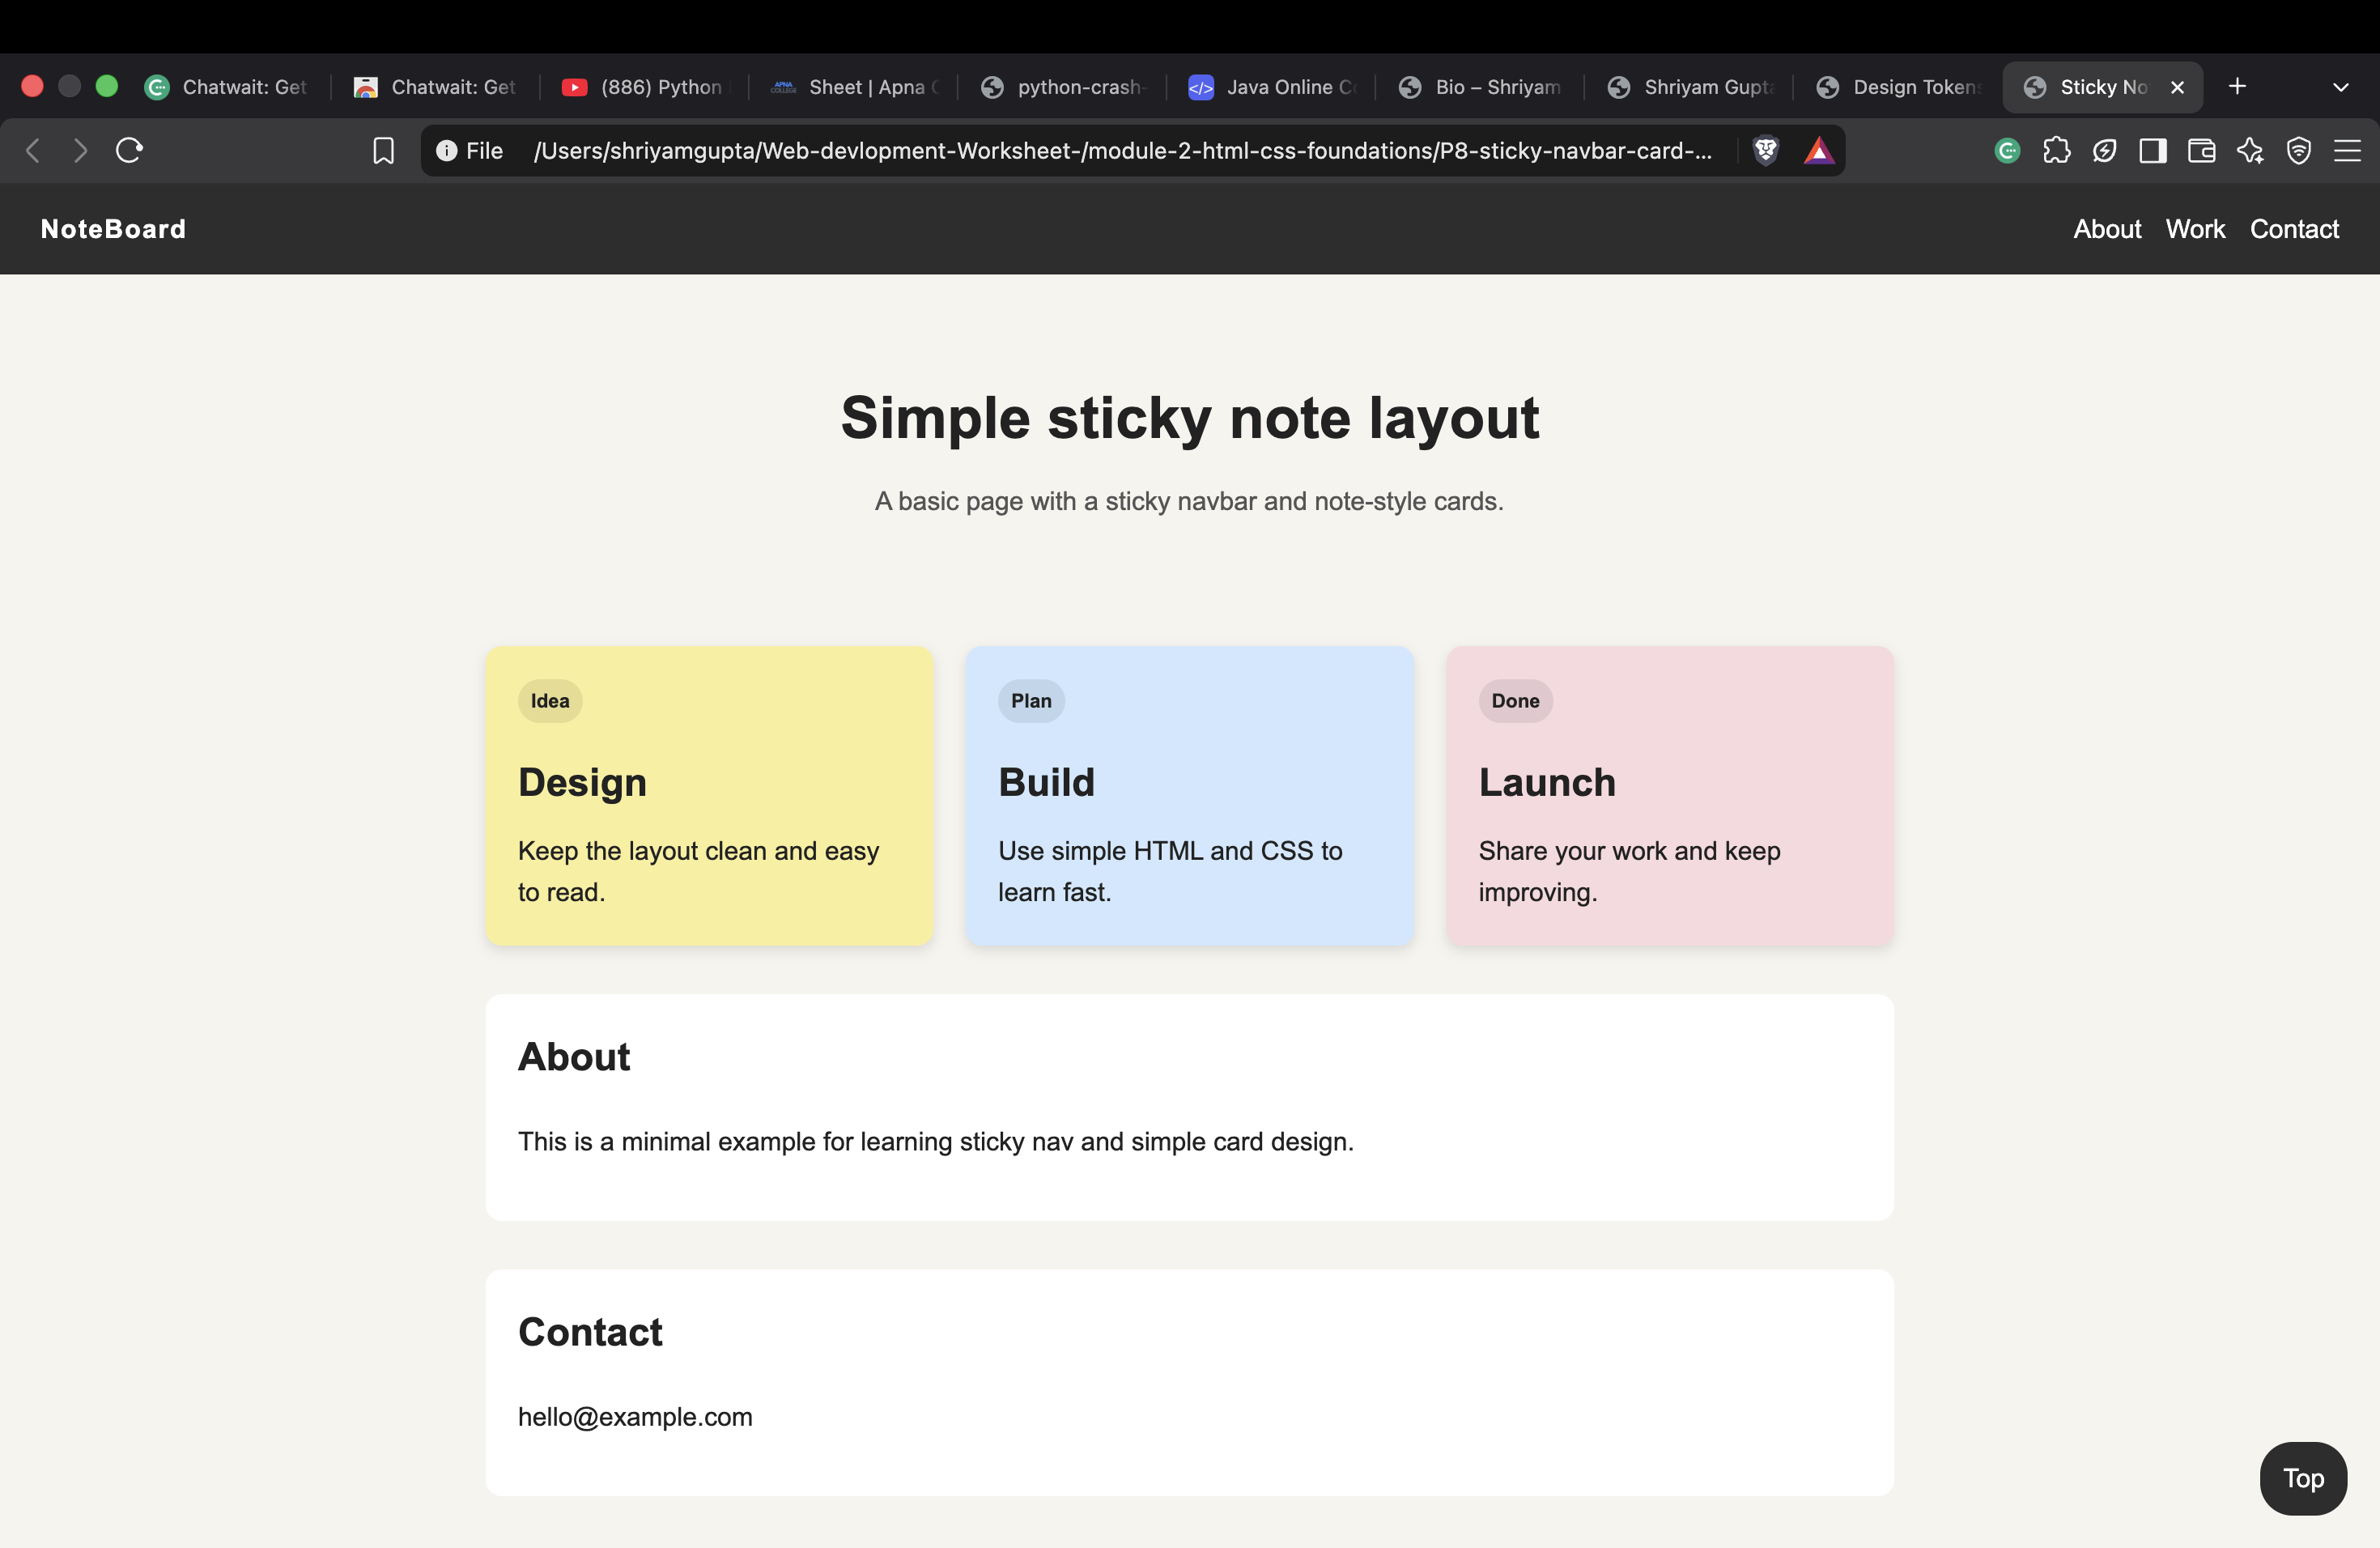 Chatwait: Get
Chatwait: Get
(886) Python
APNA COLLEGE
Sheet | Apna C
python-crash-
</>
Java Online Co
Bio – Shriyam
Shriyam Gupta
Design Tokens
Sticky No
File /Users/shriyamgupta/Web-devlopment-Worksheet-/module-2-html-css-foundations/P8-sticky-navbar-card-...
NoteBoard
About Work Contact
Simple sticky note layout
A basic page with a sticky navbar and note-style cards.
Idea
Design
Keep the layout clean and easy
to read.
Plan
Build
Use simple HTML and CSS to
learn fast.
Done
Launch
Share your work and keep
improving.
About
This is a minimal example for learning sticky nav and simple card design.
Contact
hello@example.com
Top